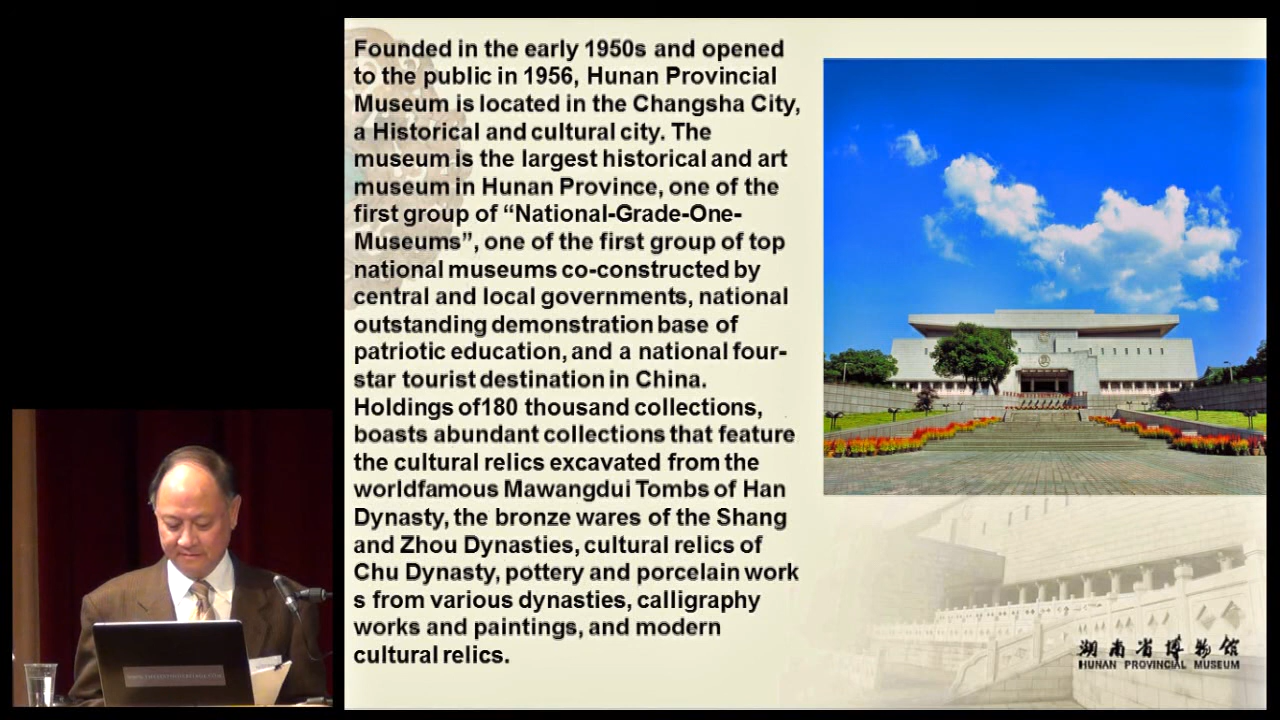 Founded in the early 1950s and opened
to the public in 1956, Hunan Provincial
Museum is located in the Changsha City,
a Historical and cultural city. The
museum is the largest historical and art
museum in Hunan Province, one of the
first group of “National-Grade-One-
Museums”, one of the first group of top
national museums co-constructed by
central and local governments, national
outstanding demonstration base of
patriotic education, and a national four-
star tourist destination in China.
Holdings of180 thousand collections,
boasts abundant collections that feature
the cultural relics excavated from the
worldfamous Mawangdui Tombs of Han
Dynasty, the bronze wares of the Shang
and Zhou Dynasties, cultural relics of
Chu Dynasty, pottery and porcelain work
s from various dynasties, calligraphy
works and paintings, and modern
cultural relics.
湖南省博物館
HUNAN PROVINCIAL MUSEUM